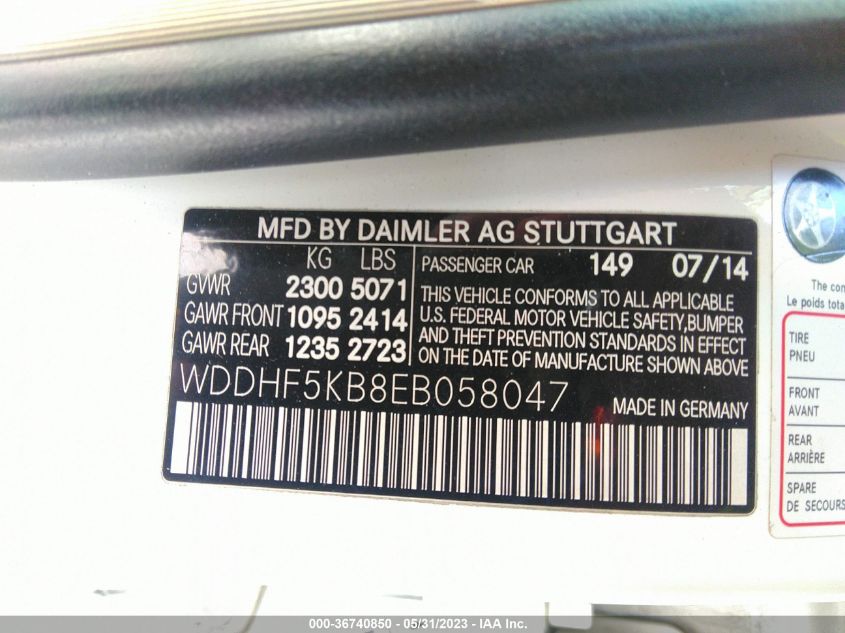 MFD BY DAIMLER AG STUTTGART
KG LBS
GVWR 2300 5071
GAWR FRONT 1095 2414
GAWR REAR 1235 2723
PASSENGER CAR 149 07/14
THIS VEHICLE CONFORMS TO ALL APPLICABLE
U.S. FEDERAL MOTOR VEHICLE SAFETY,BUMPER
AND THEFT PREVENTION STANDARDS IN EFFECT
ON THE DATE OF MANUFACTURE SHOWN ABOVE
WDDHF5KB8EB058047
MADE IN GERMANY
The com
Le poids tota
TIRE
PNEU
FRONT
AVANT
REAR
ARRIÈRE
SPARE
DE SECOURS
000-36740850 - 05/31/2023 - IAA Inc.